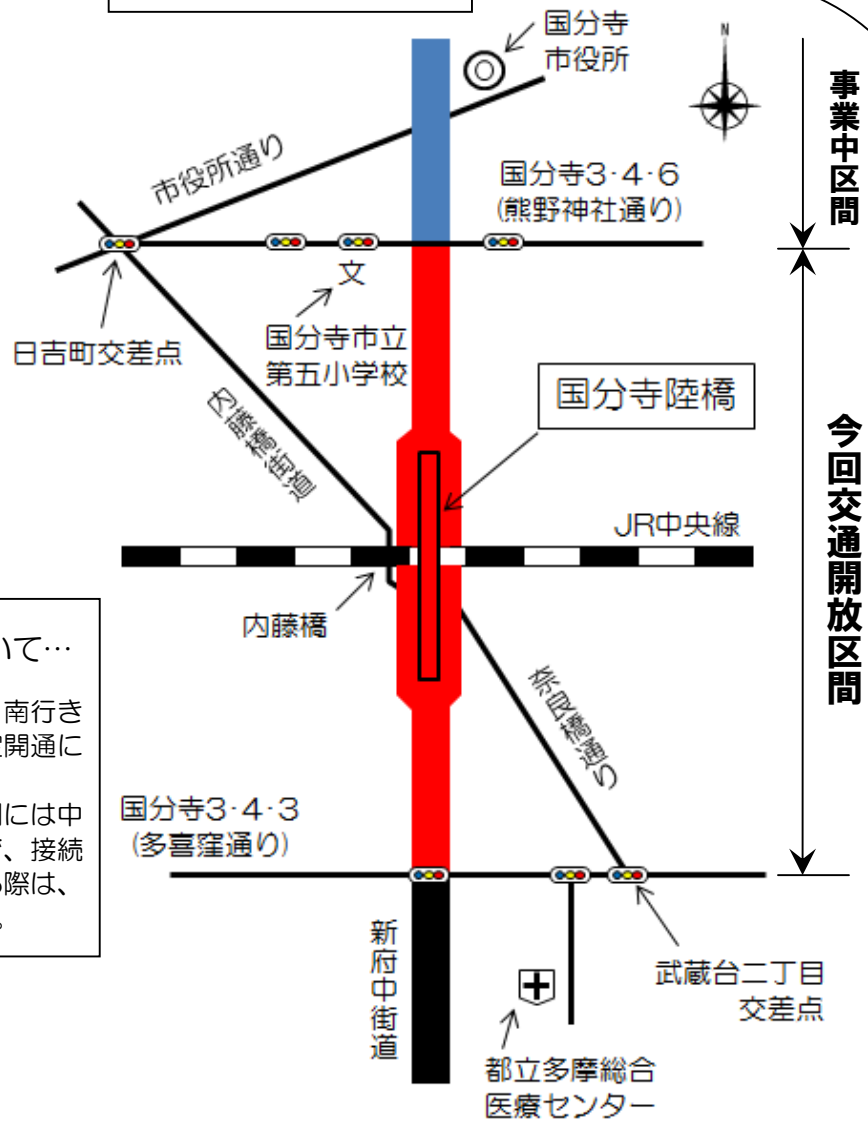 国分寺
市役所
N
事業中区間
市役所通り
国分寺3・4・6
(熊野神社通り)
文
国分寺市立
第五小学校
日吉町交差点
内藤橋街道
国分寺陸橋
今回交通開放区間
JR中央線
内藤橋
いて…
南行き
開通に
には中
、接続
際は、
。
奈良橋通り
国分寺3・4・3
(多喜窪通り)
新府中街道
武蔵台二丁目
交差点
都立多摩総合
医療センター